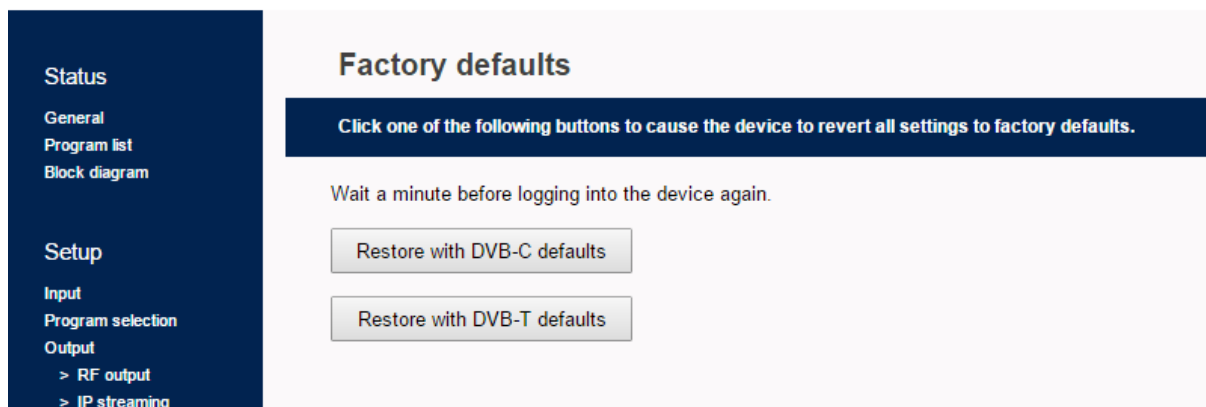 Status
General
Program list
Block diagram
Setup
Input
Program selection
Output
> RF output
> IP streaming
Factory defaults
Click one of the following buttons to cause the device to revert all settings to factory defaults.
Wait a minute before logging into the device again.
Restore with DVB-C defaults
Restore with DVB-T defaults